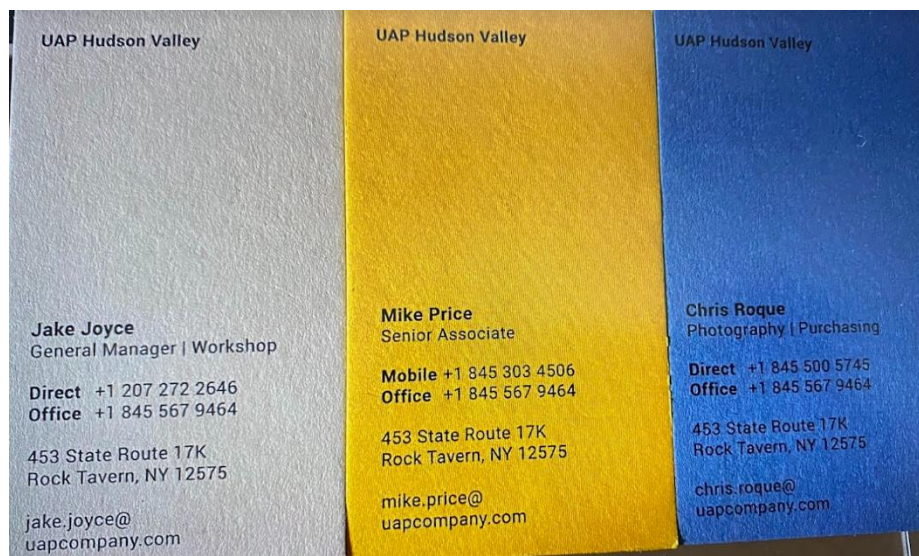 UAP Hudson Valley
Jake Joyce
General Manager | Workshop
Direct +1 207 272 2646
Office +1 845 567 9464
453 State Route 17K
Rock Tavern, NY 12575
jake.joyce@
uapcompany.com
UAP Hudson Valley
Mike Price
Senior Associate
Mobile +1 845 303 4506
Office +1 845 567 9464
453 State Route 17K
Rock Tavern, NY 12575
mike.price@
uapcompany.com
UAP Hudson Valley
Chris Roque
Photography | Purchasing
Direct +1 845 500 5745
Office +1 845 567 9464
453 State Route 17K
Rock Tavern, NY 12575
chris.roque@
uapcompany.com